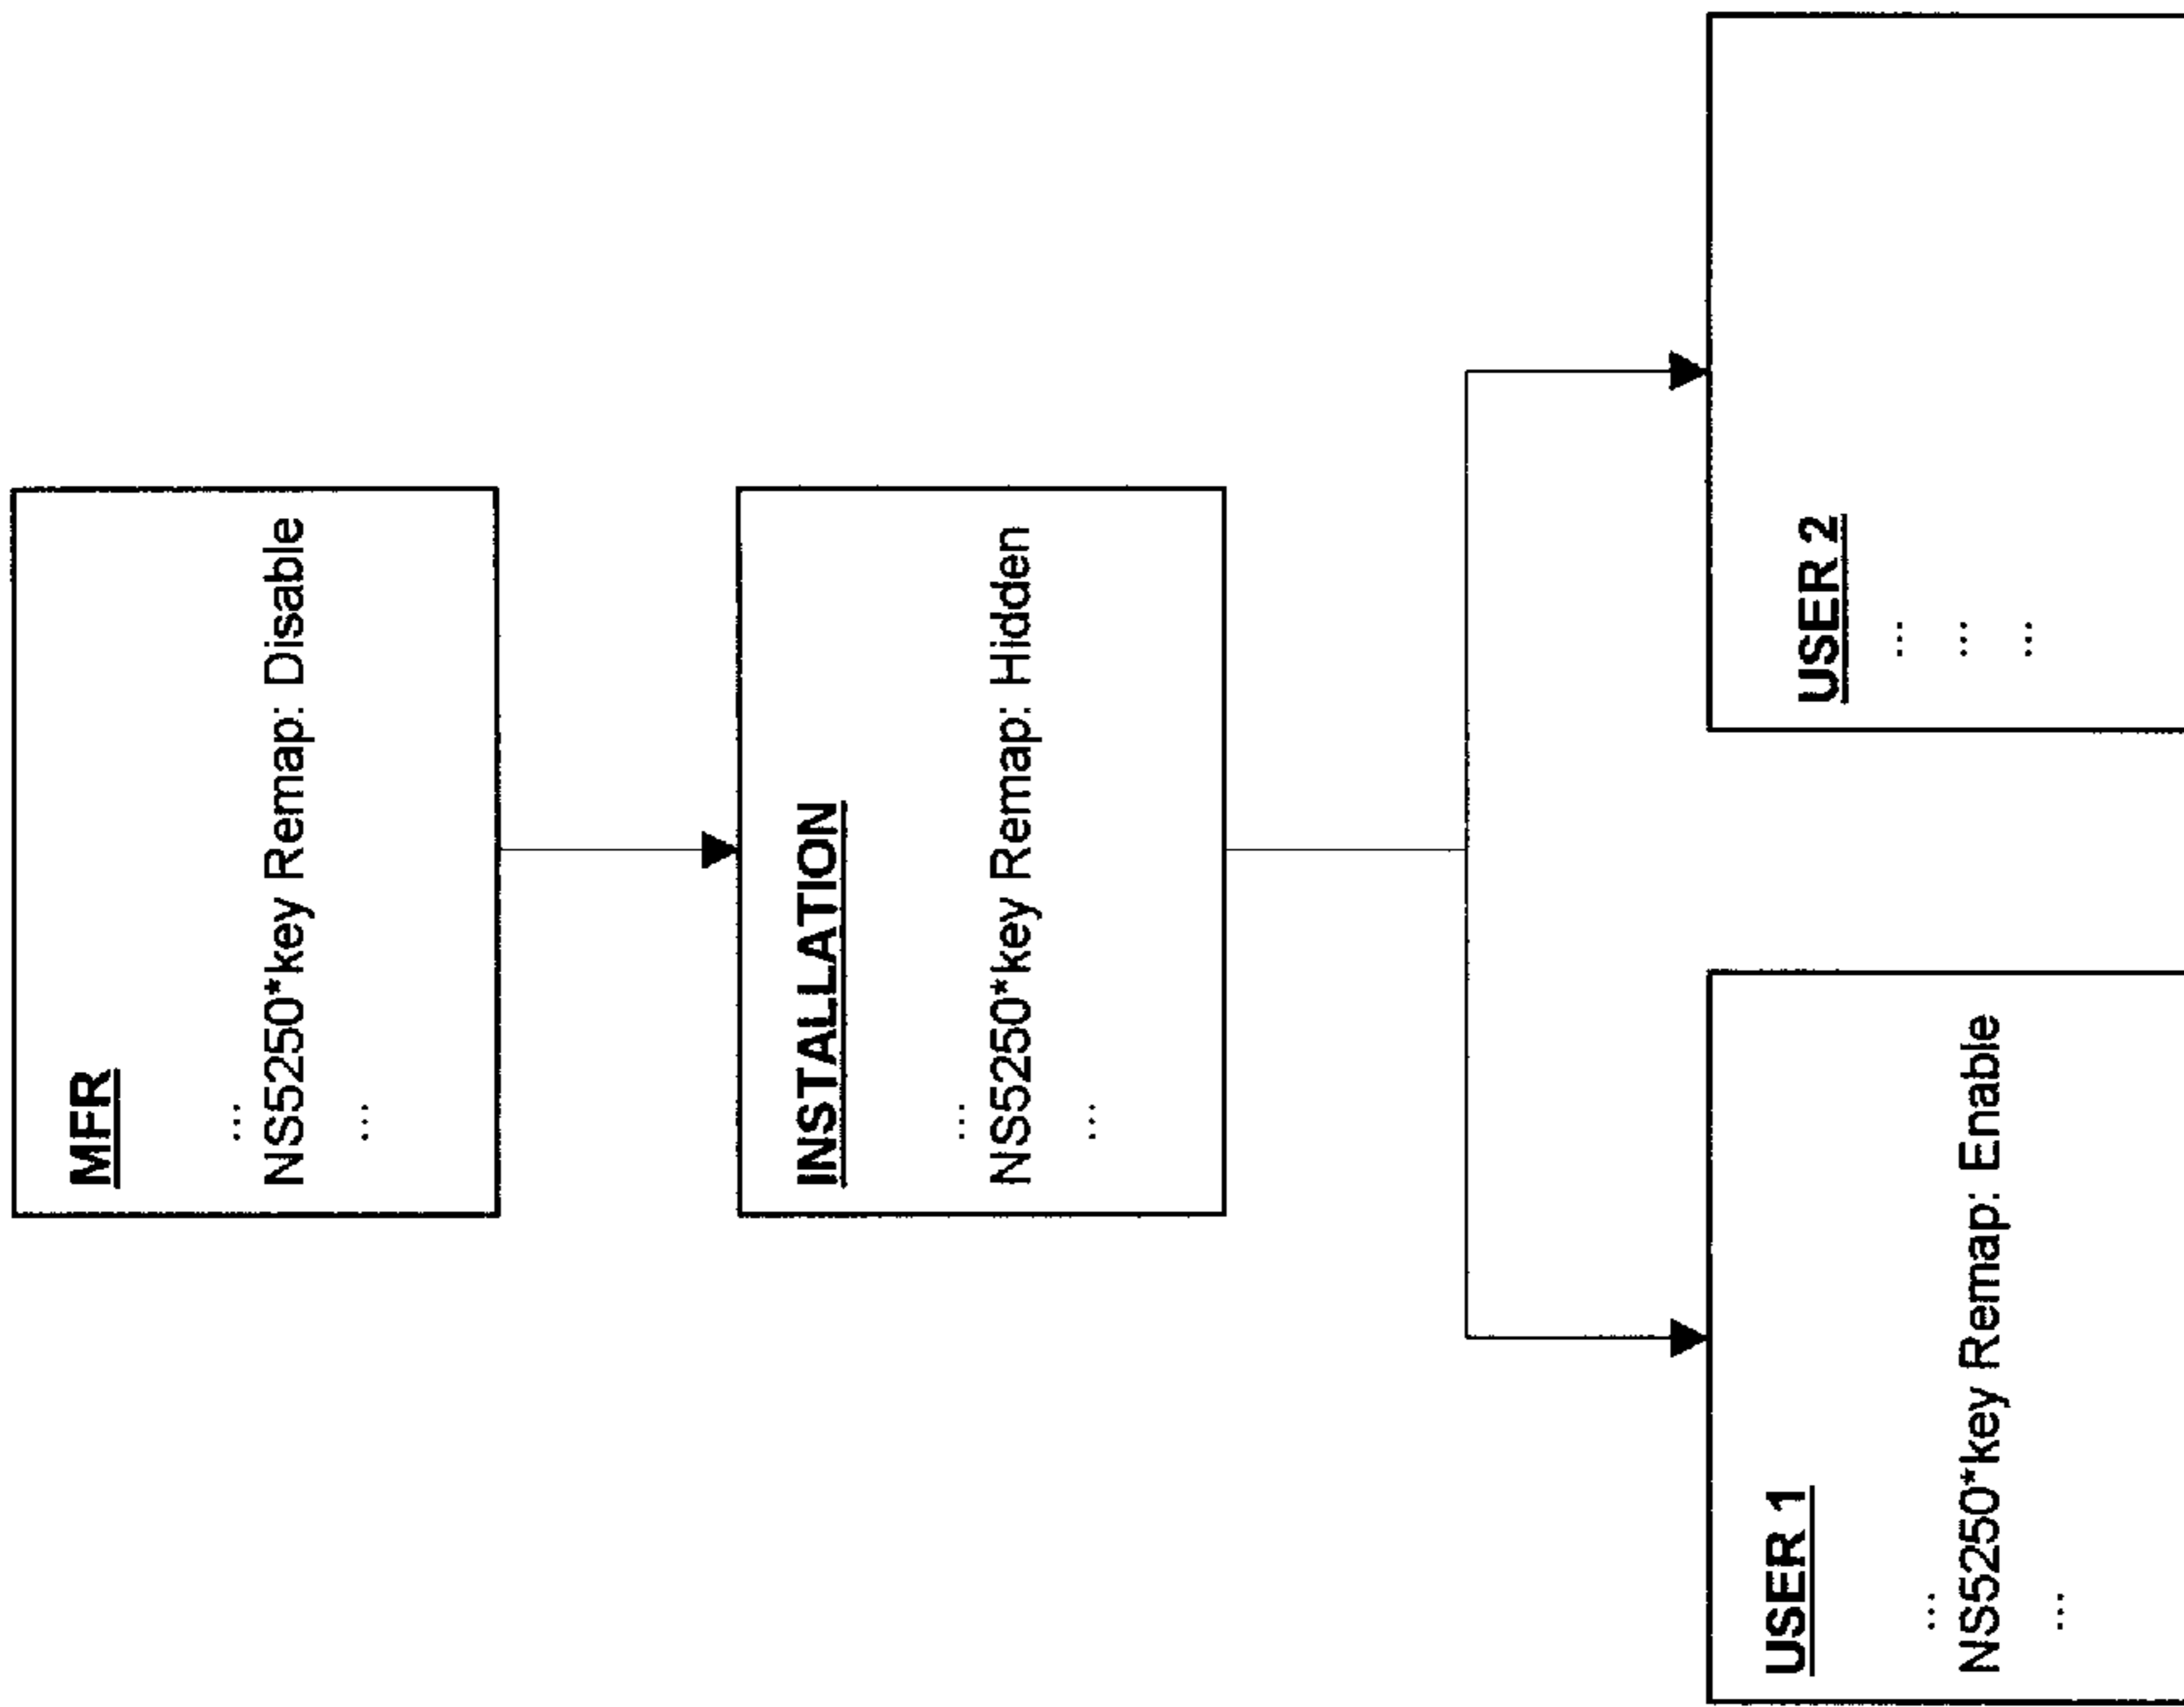 MFR
...
NS5250*key Remap: Disable
...
INSTALLATION
...
NS5250*key Remap: Hidden
...
USER 1
...
NS5250*key Remap: Enable
...
USER 2
...
...
...